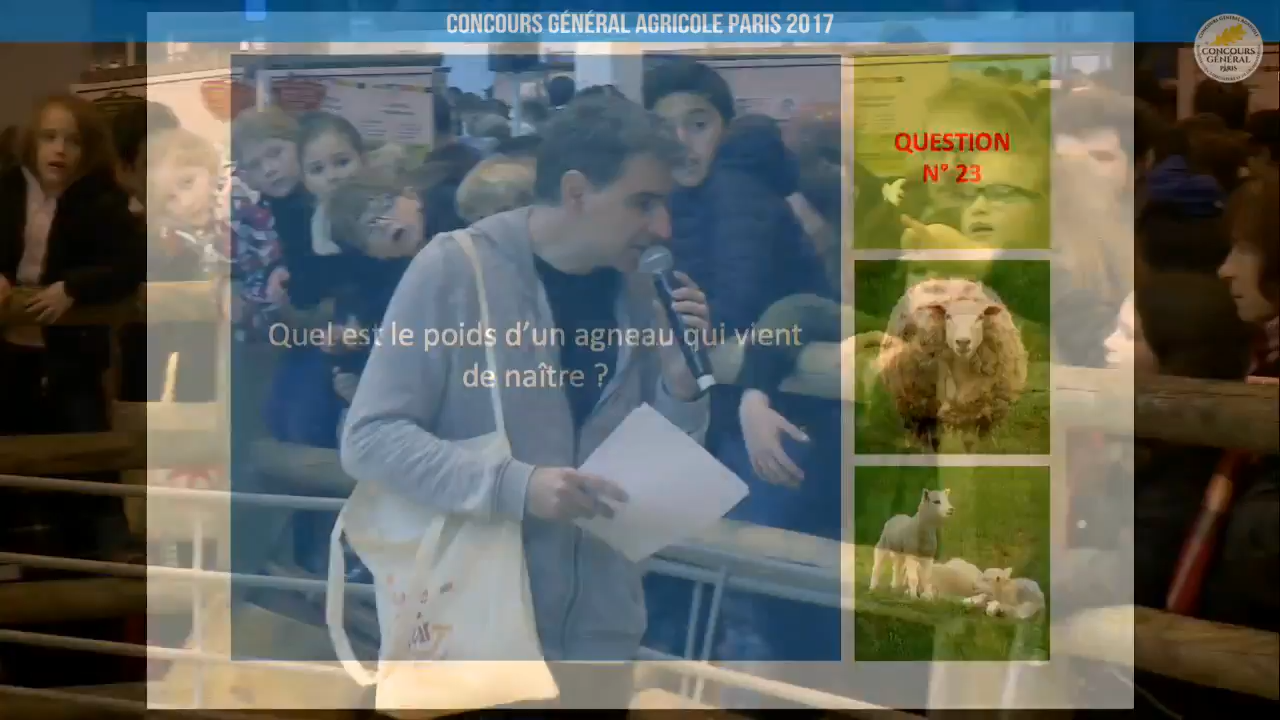 CONCOURS GÉNÉRAL AGRICOLE PARIS 2017
CONCOURS
GÉNÉRAL
PARIS
QUESTION
N° 23
Quel est le poids d'un agneau qui vient
de naître ?